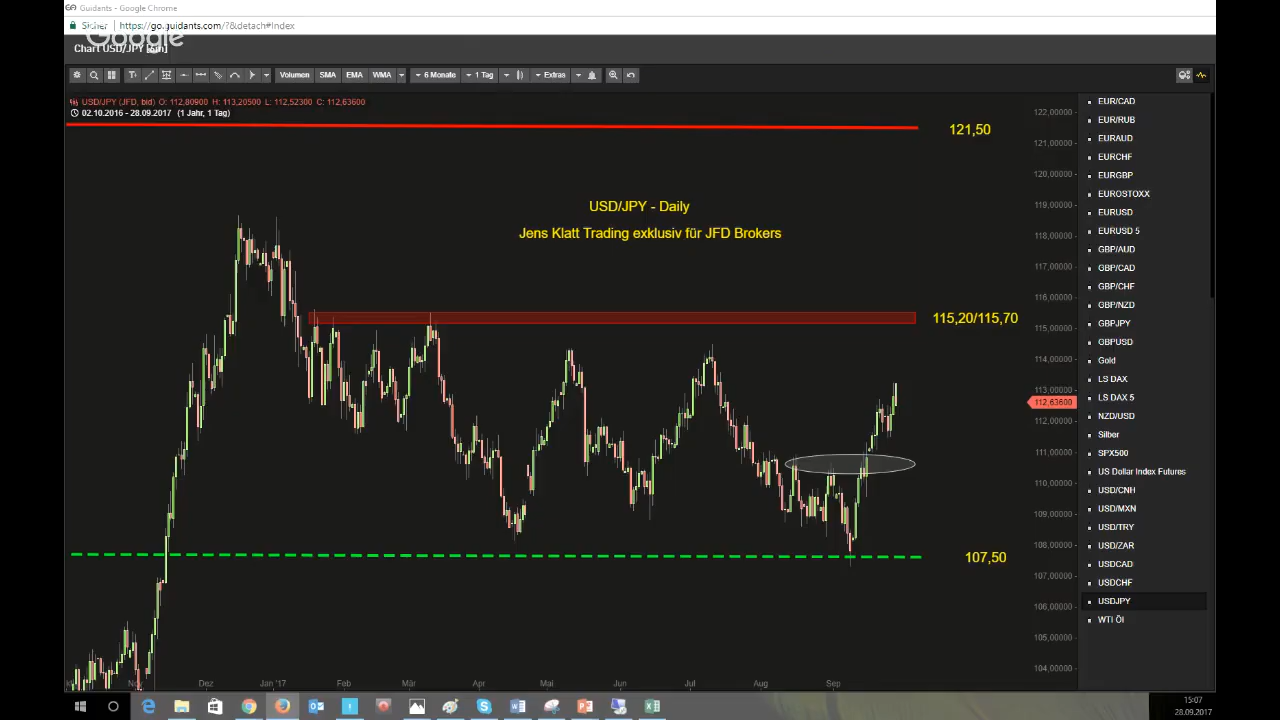 Guidants - Google Chrome
Sicher https://go.guidants.com/?&detach#Index
Google
Chart USD/JPY
Volumen SMA EMA WMA 6 Monate 1 Tag Extras
USD/JPY (JFD, bid) O: 112,80900 H: 113,20500 L: 112,52300 C: 112,63600
02.10.2016 - 28.09.2017 (1 Jahr, 1 Tag)
121,50
USD/JPY - Daily
Jens Klatt Trading exklusiv für JFD Brokers
115,20/115,70
107,50
122,00000
121,00000
120,00000
119,00000
118,00000
117,00000
116,00000
115,00000
114,00000
113,00000
112,63600
112,00000
111,00000
110,00000
109,00000
108,00000
107,00000
106,00000
105,00000
104,00000
Nov Dez Jan '17 Feb Mär Apr Mai Jun Jul Aug Sep
EUR/CAD
EUR/RUB
EURAUD
EURCHF
EURGBP
EUROSTOXX
EURUSD
EURUSD 5
GBP/AUD
GBP/CAD
GBP/CHF
GBP/NZD
GBPJPY
GBPUSD
Gold
LS DAX
LS DAX 5
NZD/USD
Silber
SPX500
US Dollar Index Futures
USD/CNH
USD/MXN
USD/TRY
USD/ZAR
USDCAD
USDCHF
USDJPY
WTI Öl
15:07
28.09.2017